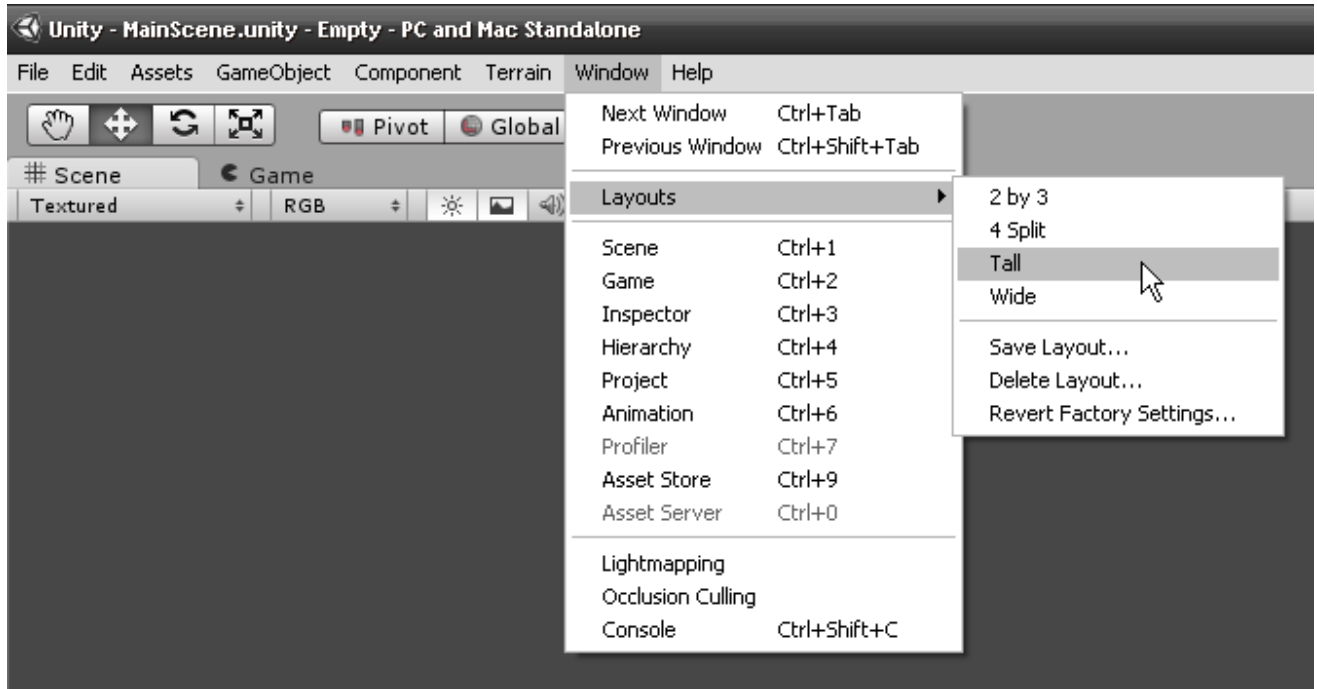 Unity - MainScene.unity - Empty - PC and Mac Standalone
File Edit Assets GameObject Component Terrain Window Help
Pivot Global
Scene Game
Textured RGB
Next Window Ctrl+Tab
Previous Window Ctrl+Shift+Tab
Layouts
Scene Ctrl+1
Game Ctrl+2
Inspector Ctrl+3
Hierarchy Ctrl+4
Project Ctrl+5
Animation Ctrl+6
Profiler Ctrl+7
Asset Store Ctrl+9
Asset Server Ctrl+0
Lightmapping
Occlusion Culling
Console Ctrl+Shift+C
2 by 3
4 Split
Tall
Wide
Save Layout...
Delete Layout...
Revert Factory Settings...